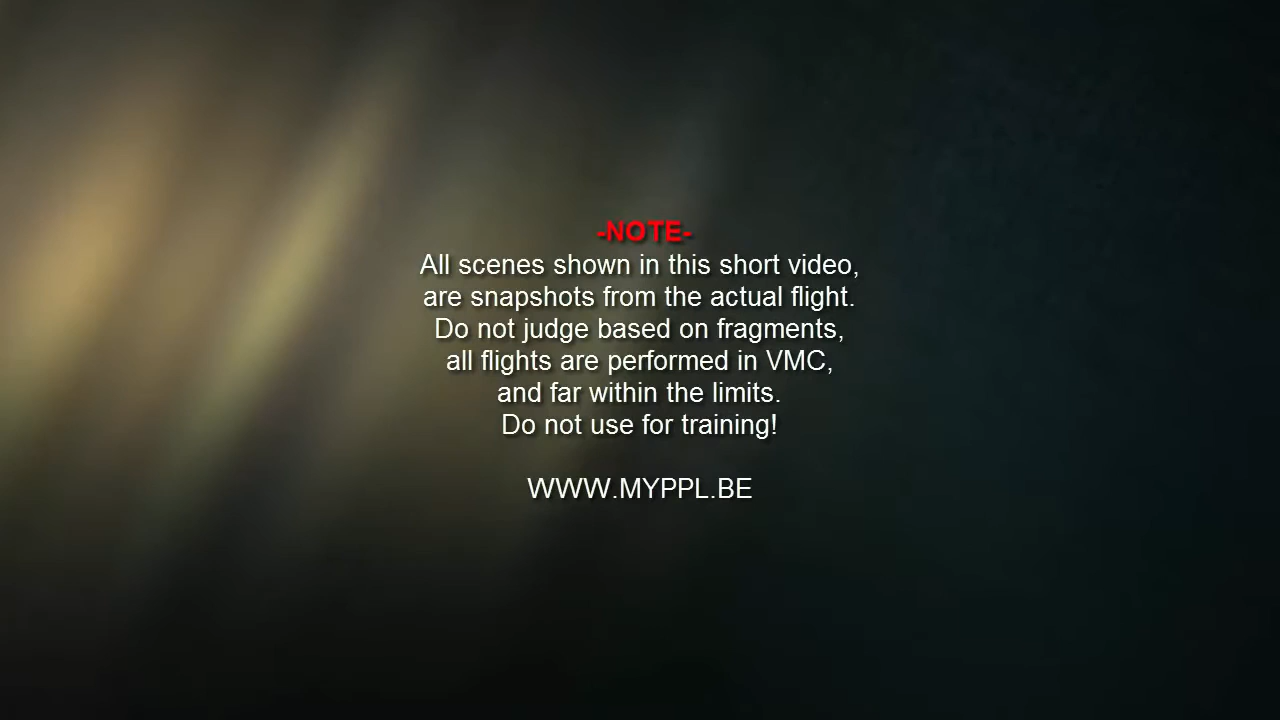 -NOTE-
All scenes shown in this short video,
are snapshots from the actual flight.
Do not judge based on fragments,
all flights are performed in VMC,
and far within the limits.
Do not use for training!
WWW.MYPPL.BE